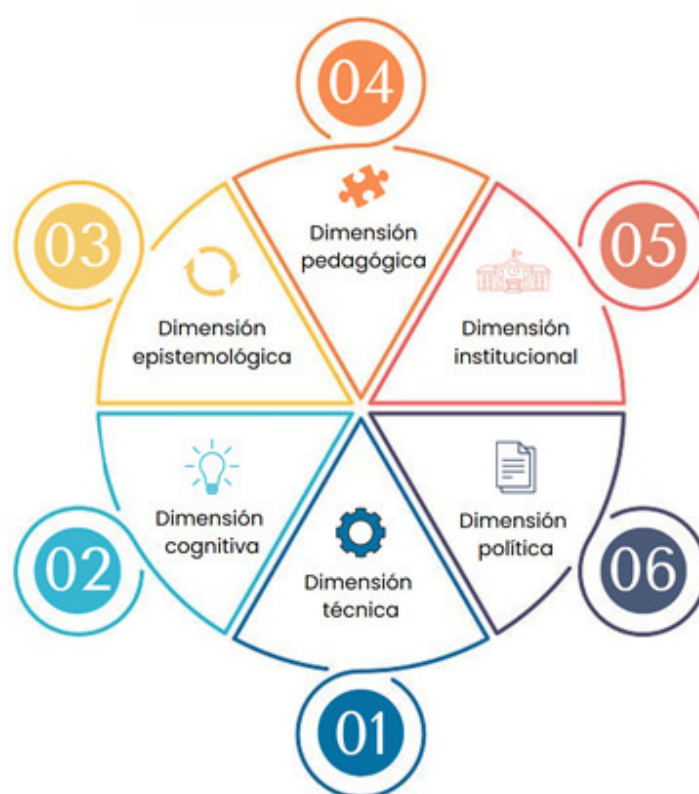 04
Dimensión
pedagógica
03
Dimensión
epistemológica
05
Dimensión
institucional
02
Dimensión
cognitiva
01
Dimensión
técnica
06
Dimensión
política